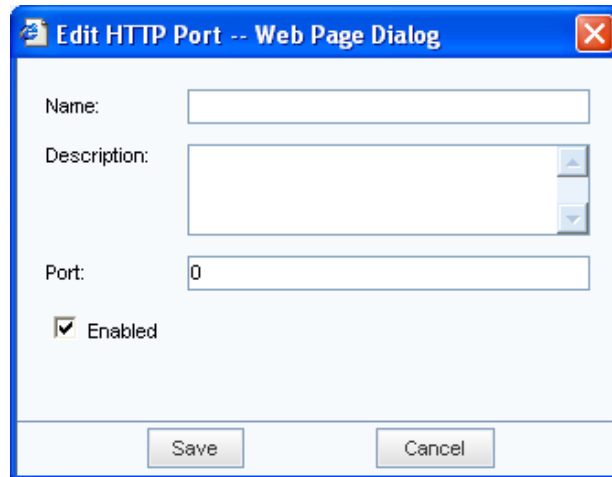 Edit HTTP Port -- Web Page Dialog
Name:
Description:
Port: 0
Enabled
Save Cancel